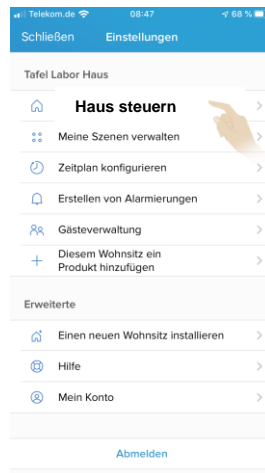 Telekom.de 08:47 68 %
Schließen Einstellungen
Tafel Labor Haus
Haus steuern
Meine Szenen verwalten
Zeitplan konfigurieren
Erstellen von Alarmierungen
Gästeverwaltung
Diesem Wohnsitz ein
Produkt hinzufügen
Erweiterte
Einen neuen Wohnsitz installieren
Hilfe
Mein Konto
Abmelden